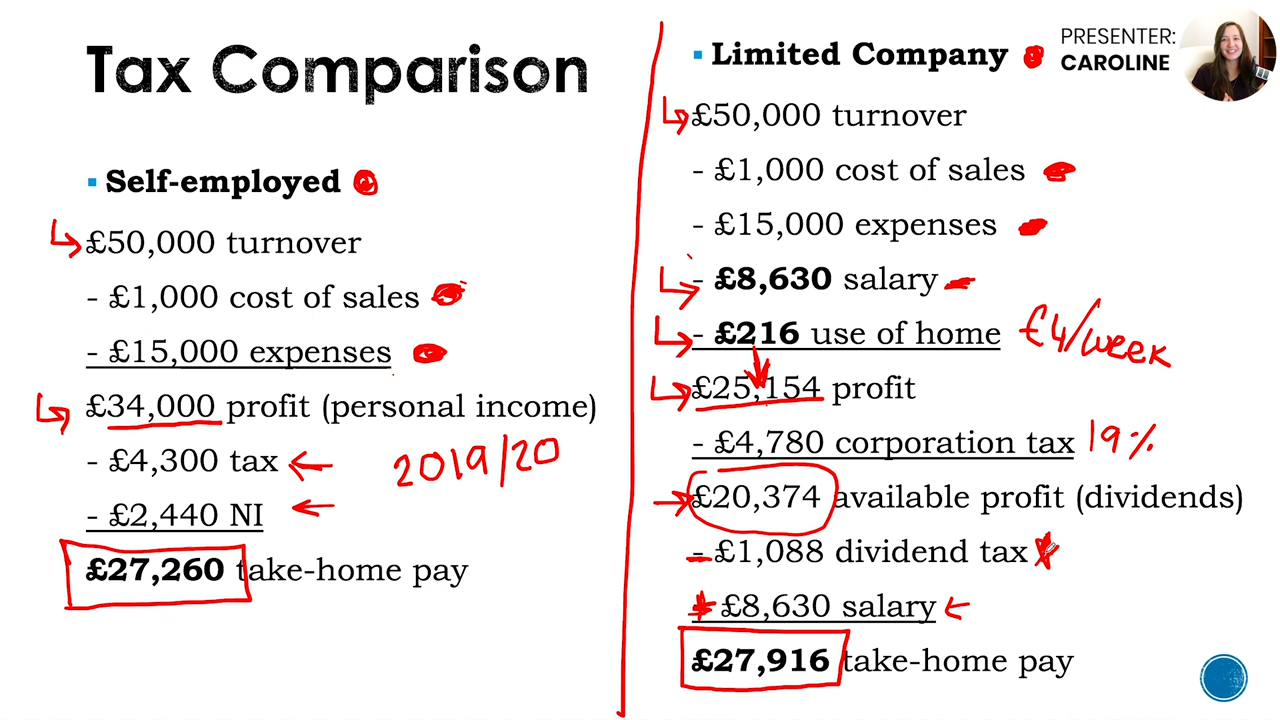 Tax Comparison
▪ Self-employed
£50,000 turnover
- £1,000 cost of sales
- £15,000 expenses
£34,000 profit (personal income)
- £4,300 tax
2019/20
- £2,440 NI
£27,260 take-home pay
PRESENTER:
CAROLINE
▪ Limited Company
£50,000 turnover
- £1,000 cost of sales
- £15,000 expenses
- £8,630 salary
- £216 use of home £4/week
£25,154 profit
- £4,780 corporation tax 19%
£20,374 available profit (dividends)
- £1,088 dividend tax
+ £8,630 salary
£27,916 take-home pay